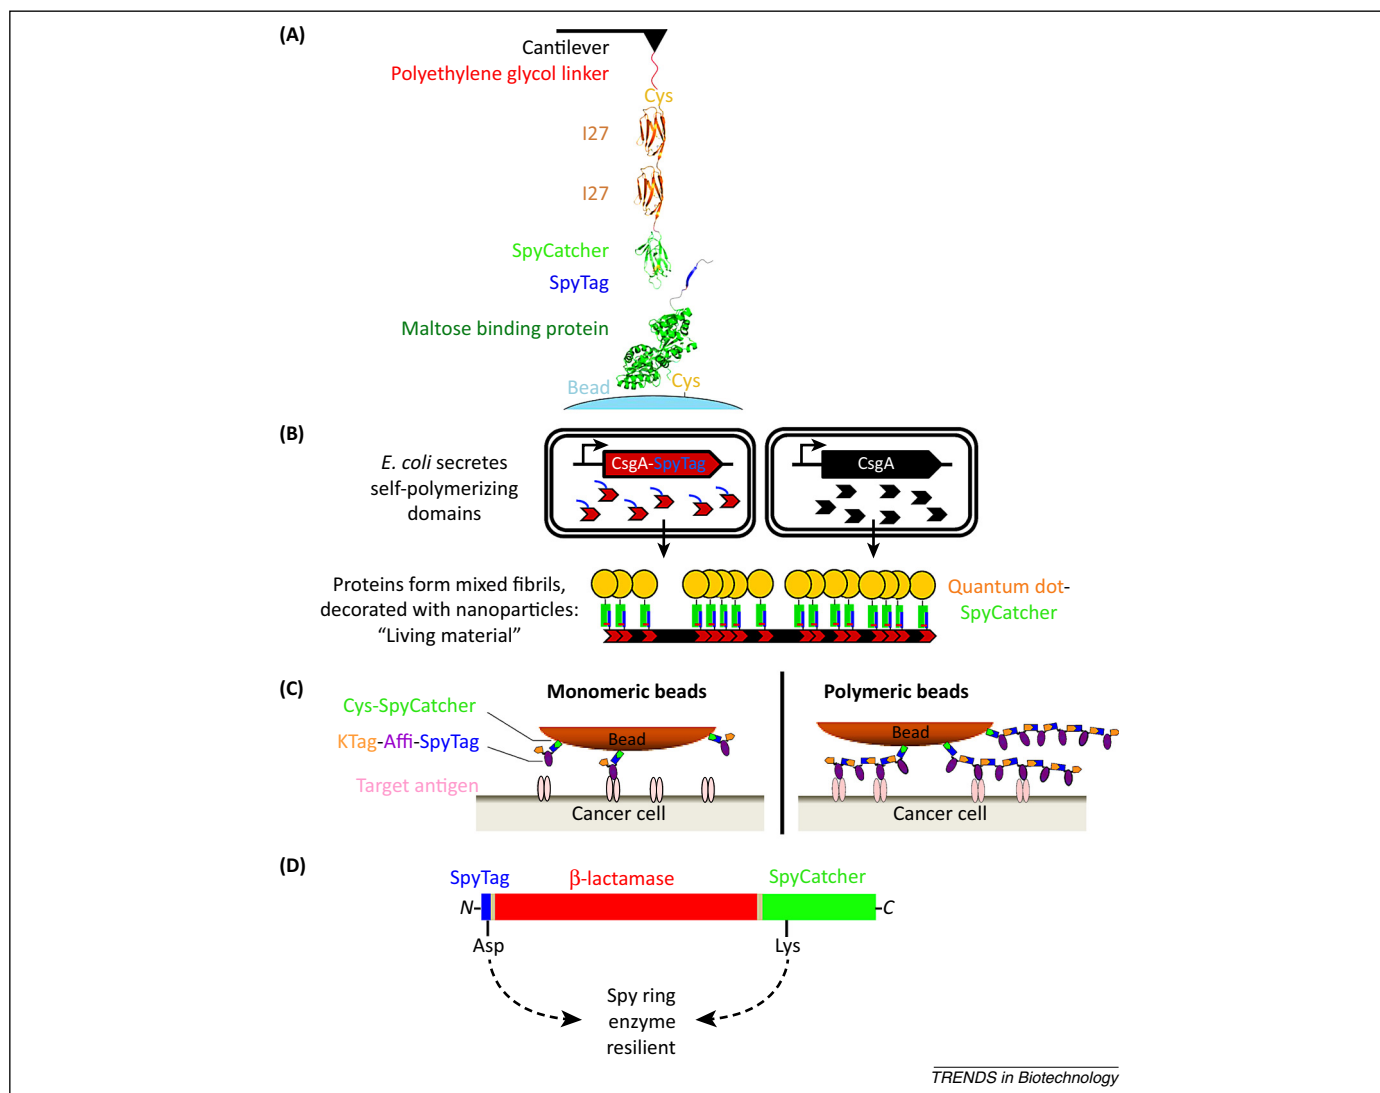 (A)
Cantilever
Polyethylene glycol linker
Cys
I27
I27
SpyCatcher
SpyTag
Maltose binding protein
Bead
Cys
(B)
E. coli secretes
self-polymerizing
domains
CsgA-SpyTag
CsgA
Proteins form mixed fibrils,
decorated with nanoparticles:
“Living material”
Quantum dot-
SpyCatcher
(C)
Monomeric beads
Polymeric beads
Cys-SpyCatcher
KTag-Affi-SpyTag
Target antigen
Bead
Cancer cell
Bead
Cancer cell
(D)
SpyTag
β-lactamase
SpyCatcher
N-
-C
Asp
Lys
Spy ring
enzyme
resilient
TRENDS in Biotechnology